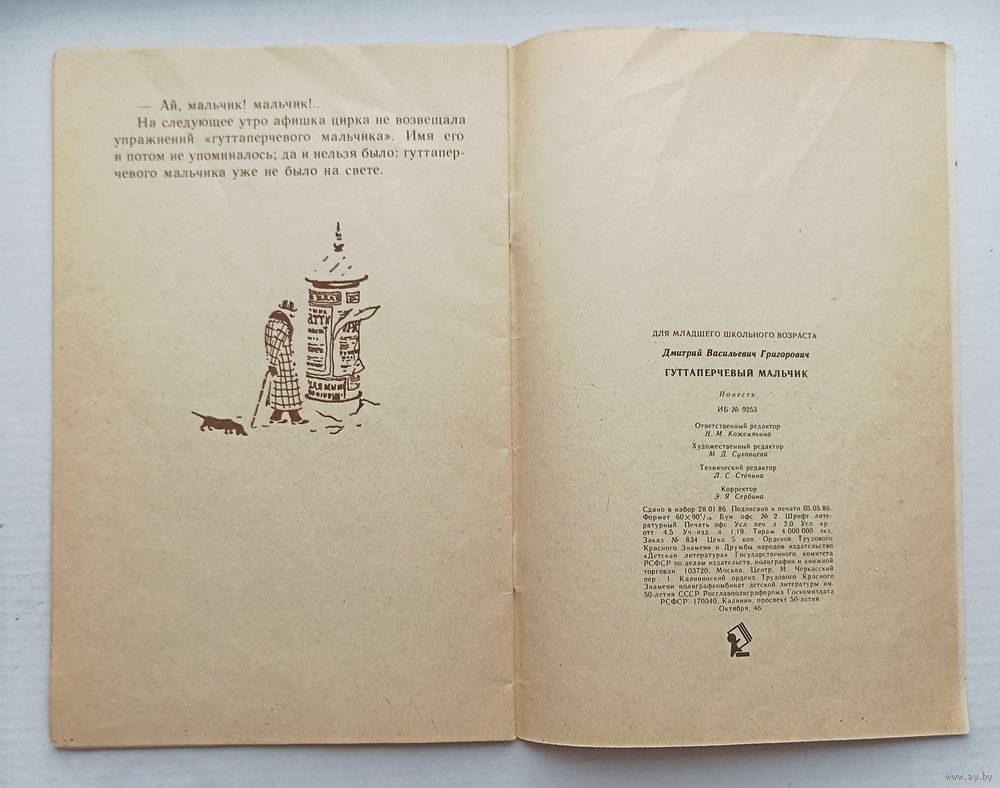 — Ай, мальчик! мальчик!..
На следующее утро афишка цирка не возвещала
упражнений «гуттаперчевого мальчика». Имя его
и потом не упоминалось; да и нельзя было: гуттапер-
чевого мальчика уже не было на свете.
ДЛЯ МЛАДШЕГО ШКОЛЬНОГО ВОЗРАСТА
Дмитрий Васильевич Григорович
ГУТТАПЕРЧЕВЫЙ МАЛЬЧИК
Повесть
ИБ № 9253
Ответственный редактор
Н. М. Кожемякина
Художественный редактор
М. Д. Суховцева
Технический редактор
Л. С. Стёпина
Корректор
Э. Я. Сербина
Сдано в набор 28.01.86. Подписано к печати 05.05.86.
Формат 60×90¹/₁₆ Бум. офс. № 2. Шрифт лите-
ратурный. Печать офс. Усл. печ. л. 2,0. Усл. кр.-
отт. 4,5. Уч.-изд. л. 1,19. Тираж 4 000 000 экз.
Заказ № 834. Цена 5 коп. Орденов Трудового
Красного Знамени и Дружбы народов издательство
«Детская литература» Государственного комитета
РСФСР по делам издательств, полиграфии и книжной
торговли. 103720, Москва, Центр, М. Черкасский
пер., 1. Калининский ордена Трудового Красного
Знамени полиграфкомбинат детской литературы им.
50-летия СССР Росглавполиграфпрома Госкомиздата
РСФСР. 170040, Калинин, проспект 50-летия
Октября, 46.
www.ay.by